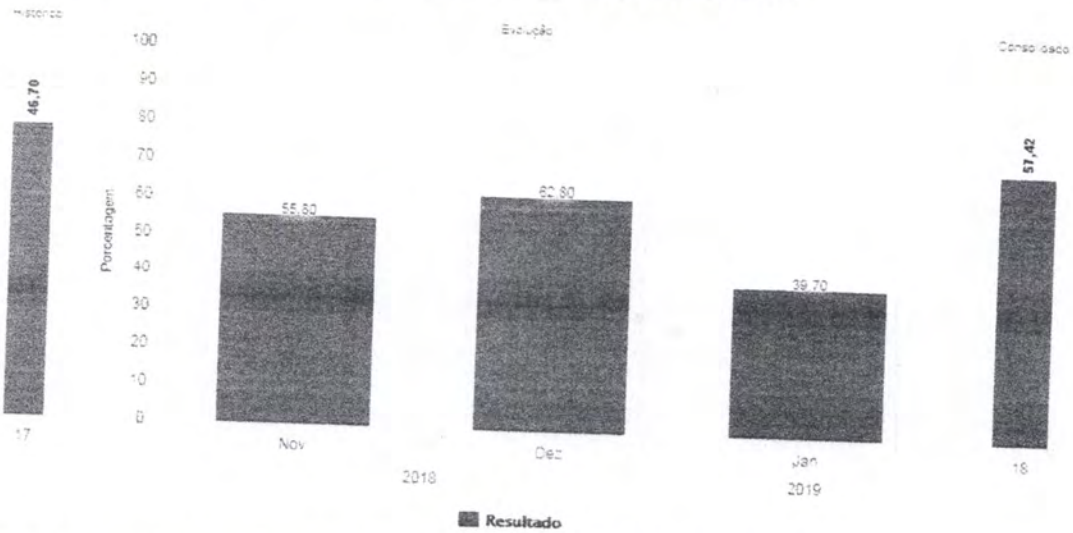 Histórico
Evolução
Consolidado
46,70
Porcentagem
100
90
80
70
60
50
40
30
20
10
0
55,80
62,80
39,70
57,42
17
Nov
Dez
Jan
18
2018
2019
Resultado